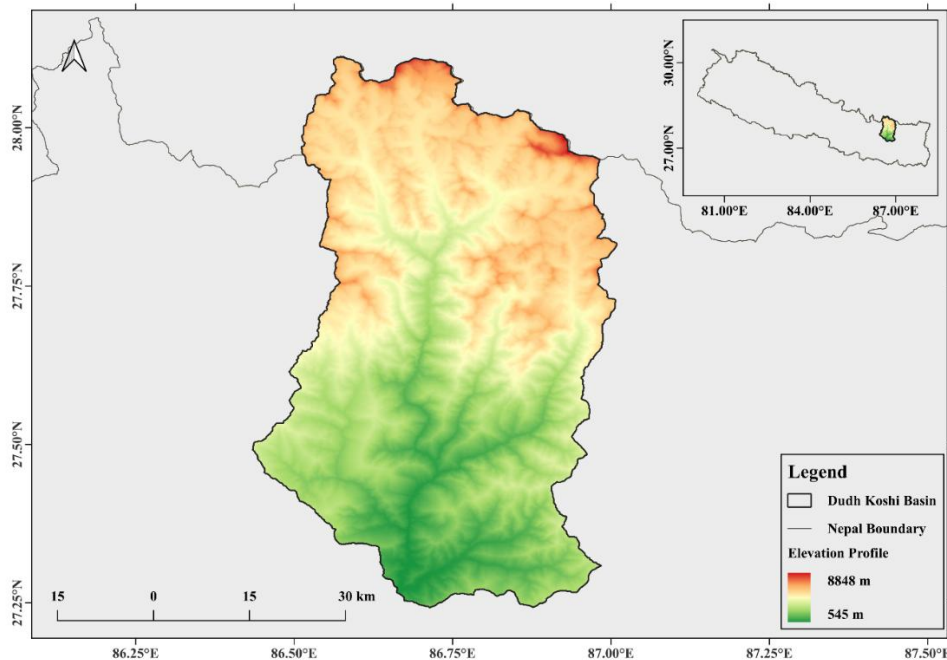 30.00°N
27.00°N
81.00°E 84.00°E 87.00°E
28.00°N
27.75°N
27.50°N
27.25°N
Legend
Dudh Koshi Basin
Nepal Boundary
Elevation Profile
8848 m
545 m
15 0 15 30 km
86.25°E 86.50°E 86.75°E 87.00°E 87.25°E 87.50°E